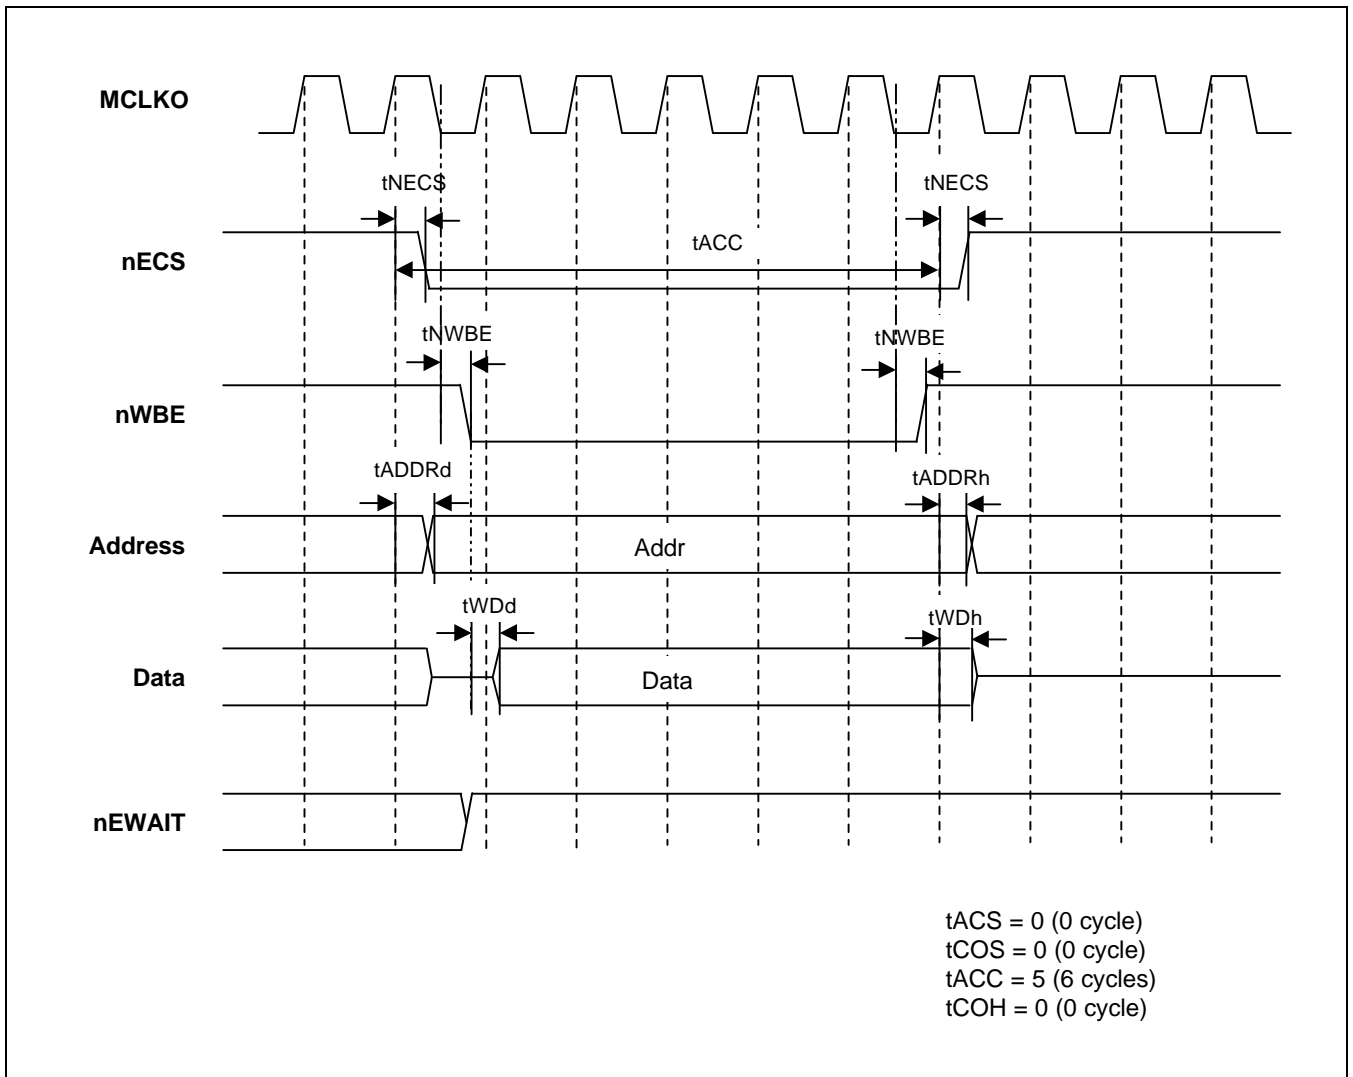 MCLKO
tNECS
tNECS
tACC
nECS
tNWBE
tNWBE
nWBE
tADDRd
tADDRh
Address
Addr
tWDd
tWDh
Data
Data
nEWAIT
tACS = 0 (0 cycle)
tCOS = 0 (0 cycle)
tACC = 5 (6 cycles)
tCOH = 0 (0 cycle)